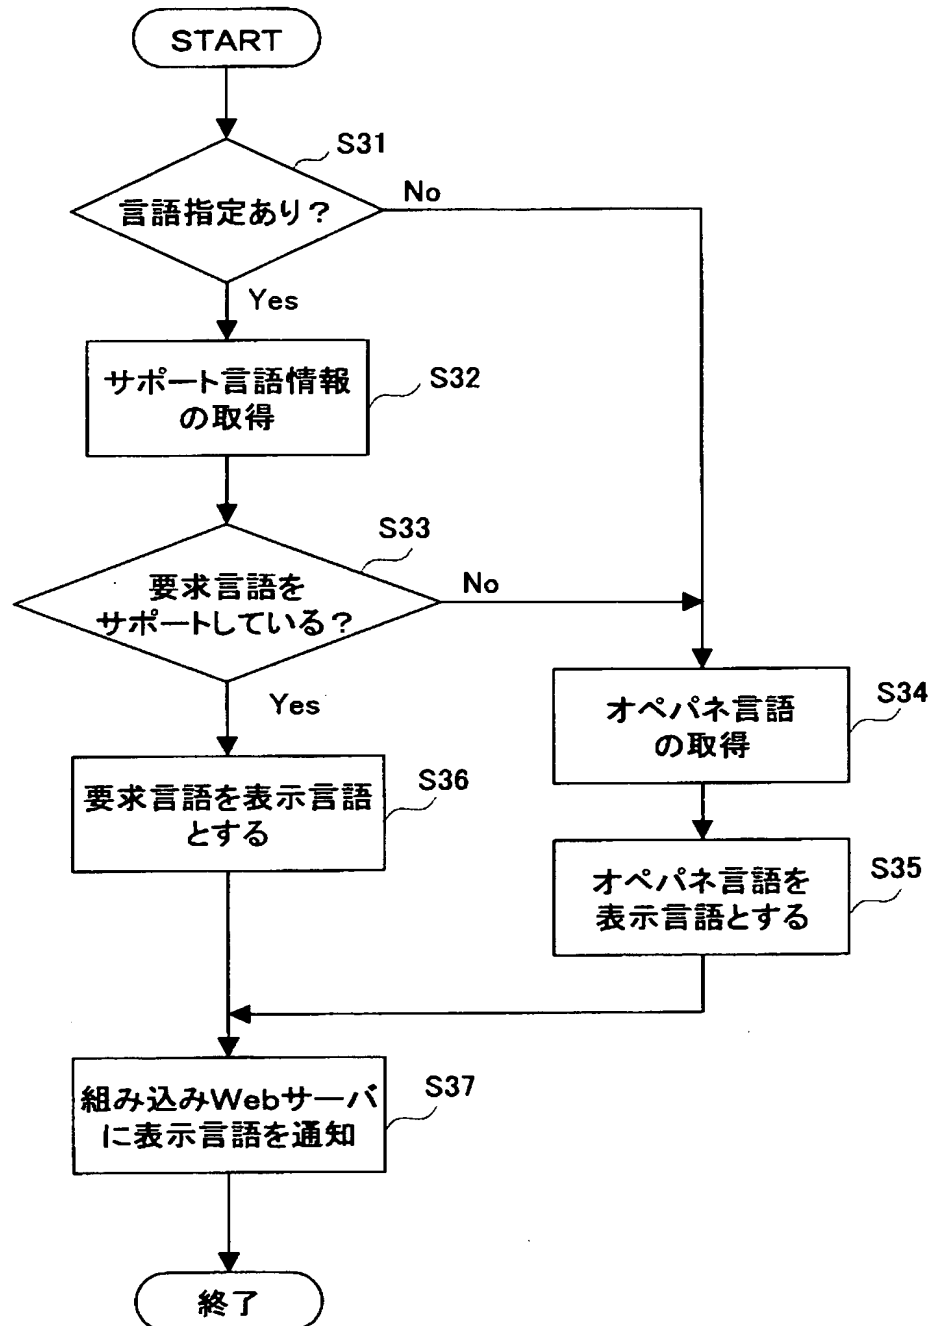 START
S31
言語指定あり？
No
Yes
サポート言語情報
の取得
S32
S33
要求言語を
サポートしている？
No
Yes
オペパネ言語
の取得
S34
要求言語を表示言語
とする
S36
オペパネ言語を
表示言語とする
S35
組み込みWebサーバ
に表示言語を通知
S37
終了